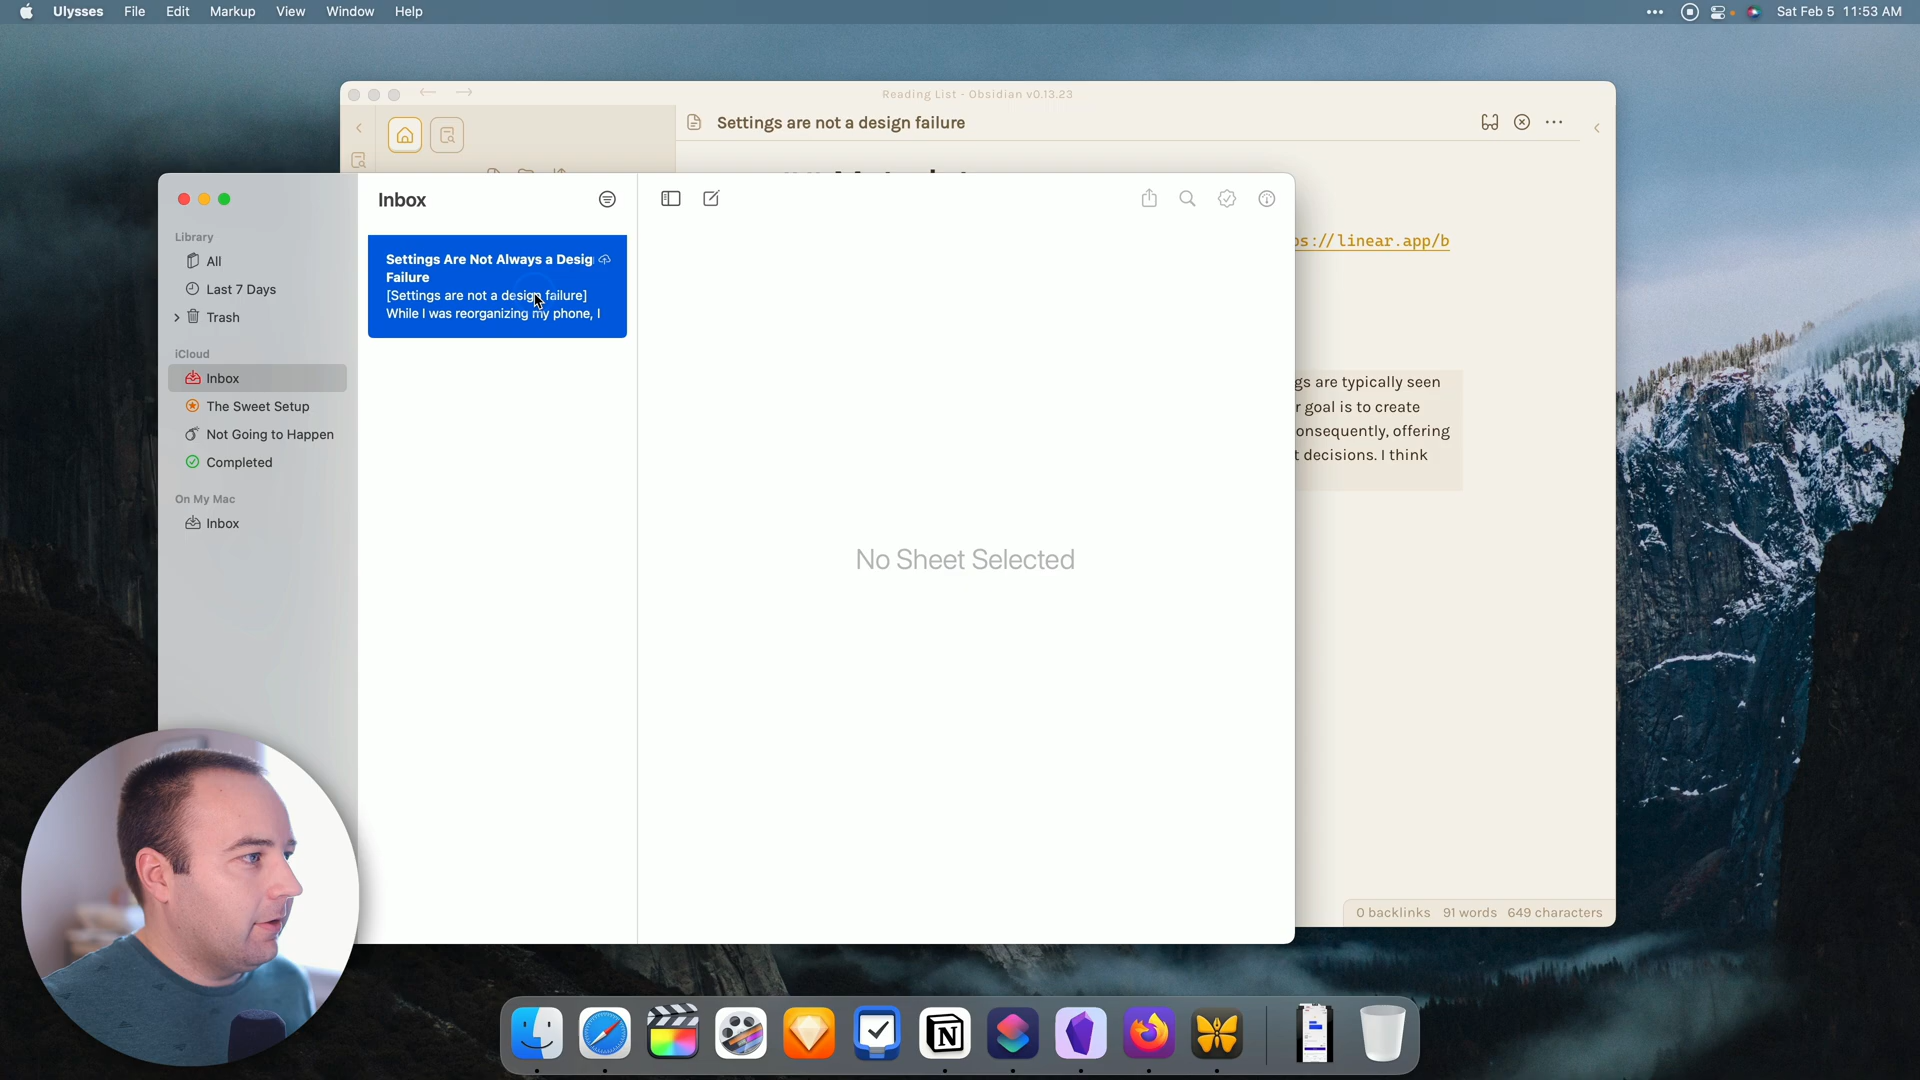 Ulysses File Edit Markup View Window Help
Sat Feb 5 11:53 AM
Reading List - Obsidian v0.13.23
Settings are not a design failure
Inbox
Library
All
Last 7 Days
Trash
iCloud
Inbox
The Sweet Setup
Not Going to Happen
Completed
On My Mac
Inbox
Settings Are Not Always a Desig
Failure
[Settings are not a design failure]
While I was reorganizing my phone, I
No Sheet Selected
ps://linear.app/b
gs are typically seen
r goal is to create
onsequently, offering
t decisions. I think
0 backlinks 91 words 649 characters